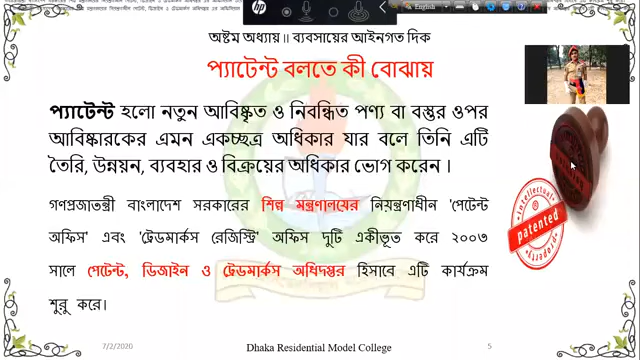 English
অষ্টম অধ্যায়॥ ব্যবসায়ের আইনগত দিক
প্যাটেন্ট বলতে কী বোঝায়
প্যাটেন্ট হলো নতুন আবিষ্কৃত ও নিবন্ধিত পণ্য বা বস্তুর ওপর
আবিষ্কারকের এমন একচ্ছত্র অধিকার যার বলে তিনি এটি
তৈরি, উন্নয়ন, ব্যবহার ও বিক্রয়ের অধিকার ভোগ করেন ।
গণপ্রজাতন্ত্রী বাংলাদেশ সরকারের শিল্প মন্ত্রণালয়ের নিয়ন্ত্রণাধীন 'পেটেন্ট
অফিস' এবং 'ট্রেডমার্কস রেজিস্ট্রি' অফিস দুটি একীভূত করে ২০০৩
সালে পেটেন্ট, ডিজাইন ও ট্রেডমার্কস অধিদপ্তর হিসাবে এটি কার্যক্রম
শুরু করে।
intellectual
patented
property
7/2/2020
Dhaka Residential Model College
5